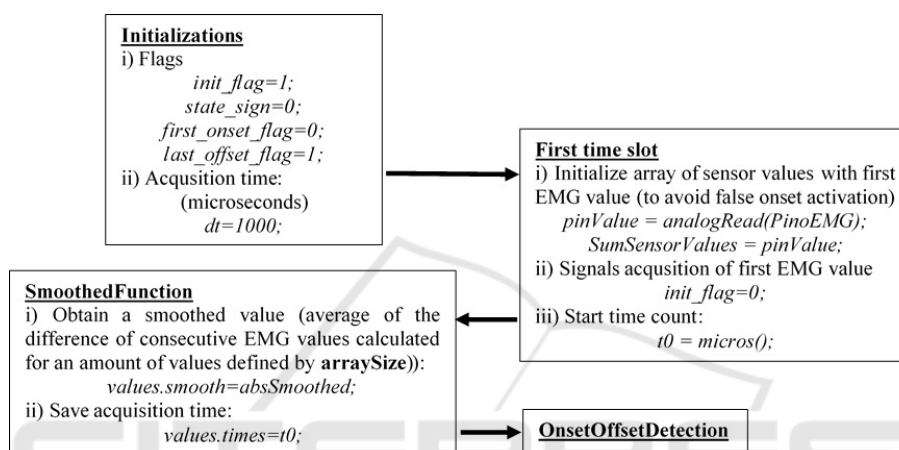 Initializations
i) Flags
init_flag=1;
state_sign=0;
first_onset_flag=0;
last_offset_flag=1;
ii) Acqusition time:
(microseconds)
dt=1000;
First time slot
i) Initialize array of sensor values with first
EMG value (to avoid false onset activation)
pinValue = analogRead(PinoEMG);
SumSensorValues = pinValue;
ii) Signals acqusition of first EMG value
init_flag=0;
iii) Start time count:
t0 = micros();
SmoothedFunction
i) Obtain a smoothed value (average of the
difference of consecutive EMG values calculated
for an amount of values defined by arraySize)):
values.smooth=absSmoothed;
ii) Save acquisition time:
values.times=t0;
OnsetOffsetDetection